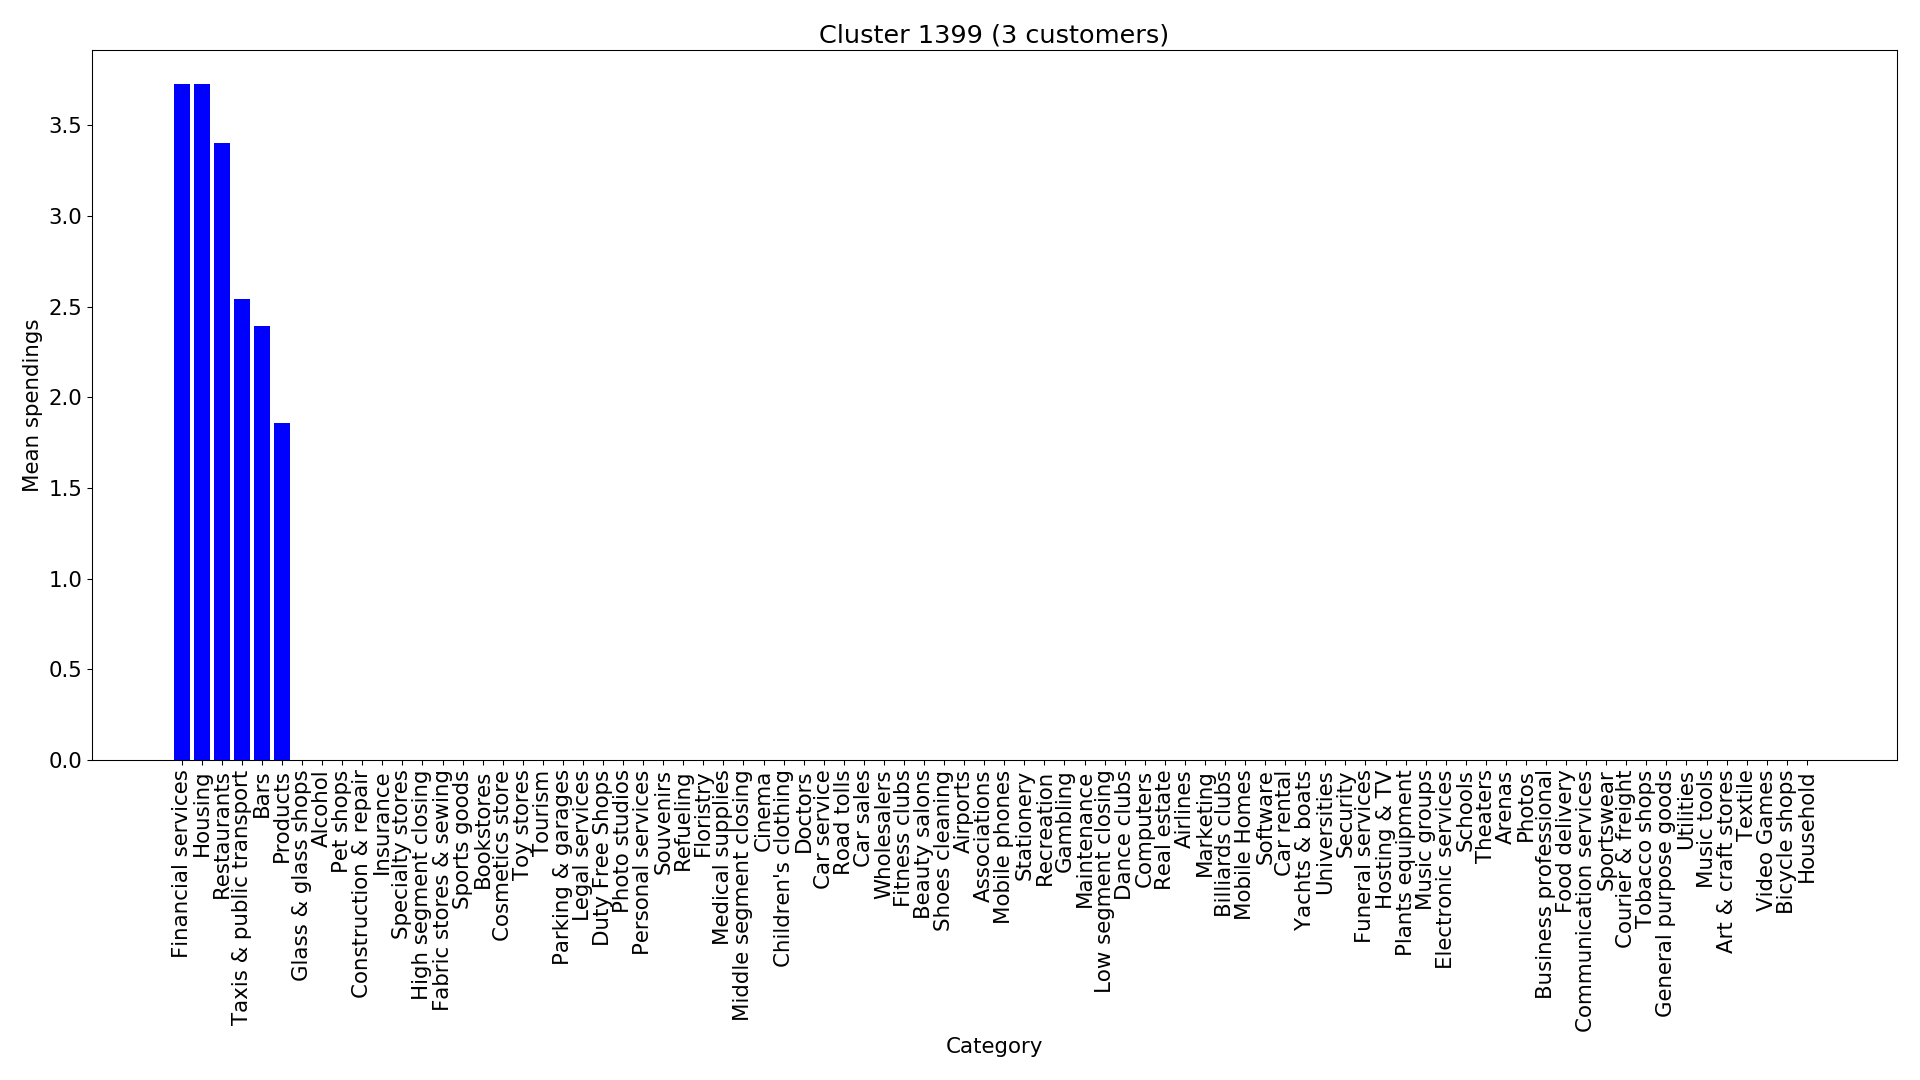 Cluster 1399 (3 customers)
Mean spendings
3.5
3.0
2.5
2.0
1.5
1.0
0.5
0.0
Financial services
Housing
Restaurants
Taxis & public transport
Bars
Products
Glass & glass shops
Alcohol
Pet shops
Construction & repair
Insurance
Specialty stores
High segment closing
Fabric stores & sewing
Sports goods
Bookstores
Cosmetics store
Toy stores
Tourism
Parking & garages
Legal services
Duty Free Shops
Photo studios
Personal services
Souvenirs
Refuelling
Floristry
Medical supplies
Middle segment closing
Cinema
Children's clothing
Doctors
Car service
Road tolls
Car sales
Wholesalers
Fitness clubs
Beauty salons
Shoes cleaning
Airports
Associations
Mobile phones
Stationery
Recreation
Gambling
Maintenance
Low segment closing
Dance clubs
Computers
Real estate
Airlines
Marketing
Billiards clubs
Mobile Homes
Software
Car rental
Yachts & boats
Universities
Security
Funeral services
Hosting & TV
Plants equipment
Music groups
Electronic services
Schools
Theaters
Arenas
Photos
Business professional
Food delivery
Communication services
Sportswear
Courier & freight
Tobacco shops
General purpose goods
Utilities
Music tools
Art & craft stores
Textile
Video Games
Bicycle shops
Household
Category